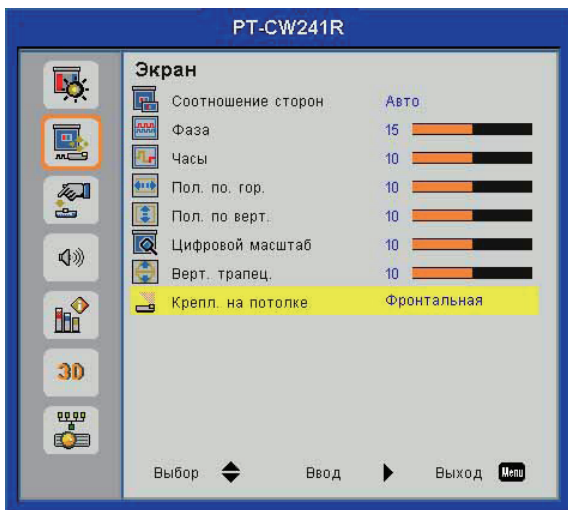 PT-CW241R
Экран
Соотношение сторон Авто
Фаза 15
Часы 10
Пол. по. гор. 10
Пол. по верт. 10
Цифровой масштаб 10
Верт. трапец. 10
Крепл. на потолке Фронтальная
3D
Выбор Ввод Выход Menu